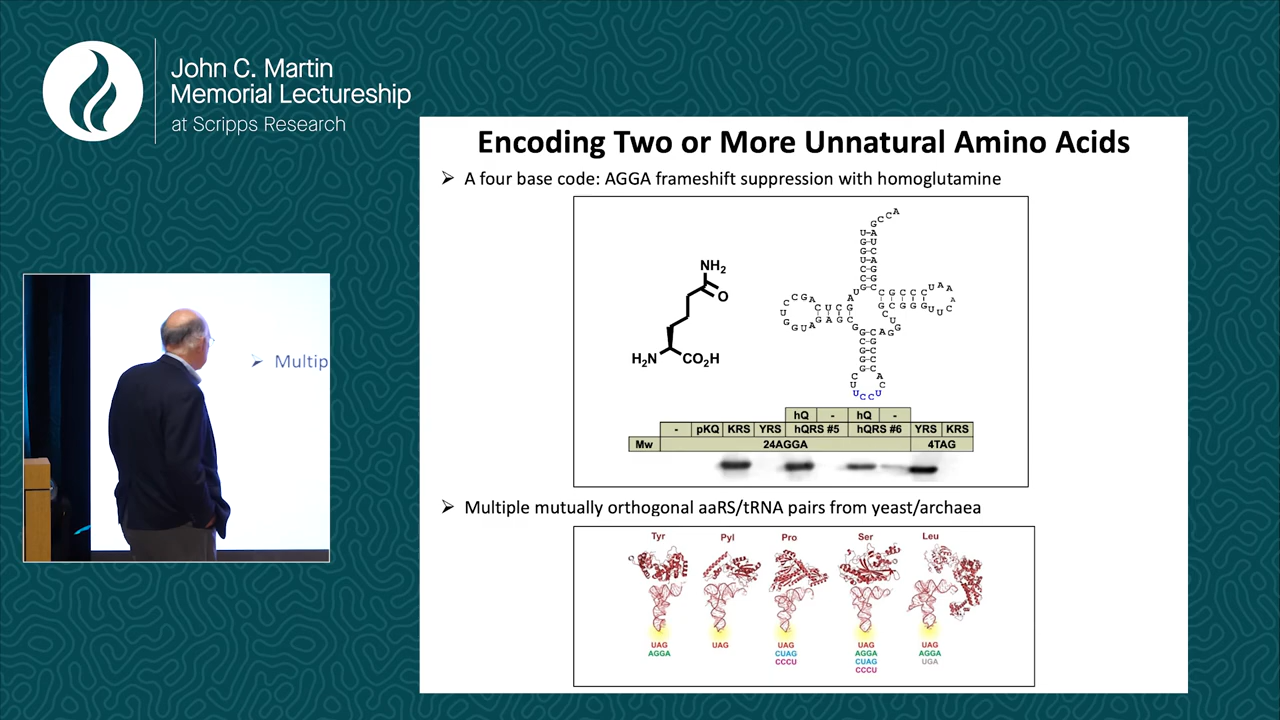 John C. Martin
Memorial Lectureship
at Scripps Research
Encoding Two or More Unnatural Amino Acids
A four base code: AGGA frameshift suppression with homoglutamine
NH₂
O
H₂N
CO₂H
hQ - hQ -
- pKQ KRS YRS hQRS #5 hQRS #6 YRS KRS
Mw 24AGGA 4TAG
Multip
Multiple mutually orthogonal aaRS/tRNA pairs from yeast/archaea
Tyr Pyl Pro Ser Leu
UAG UAG UAG UAG UAG
AGGA CUAG AGGA AGGA
CCCU CUAG UGA
CCCU